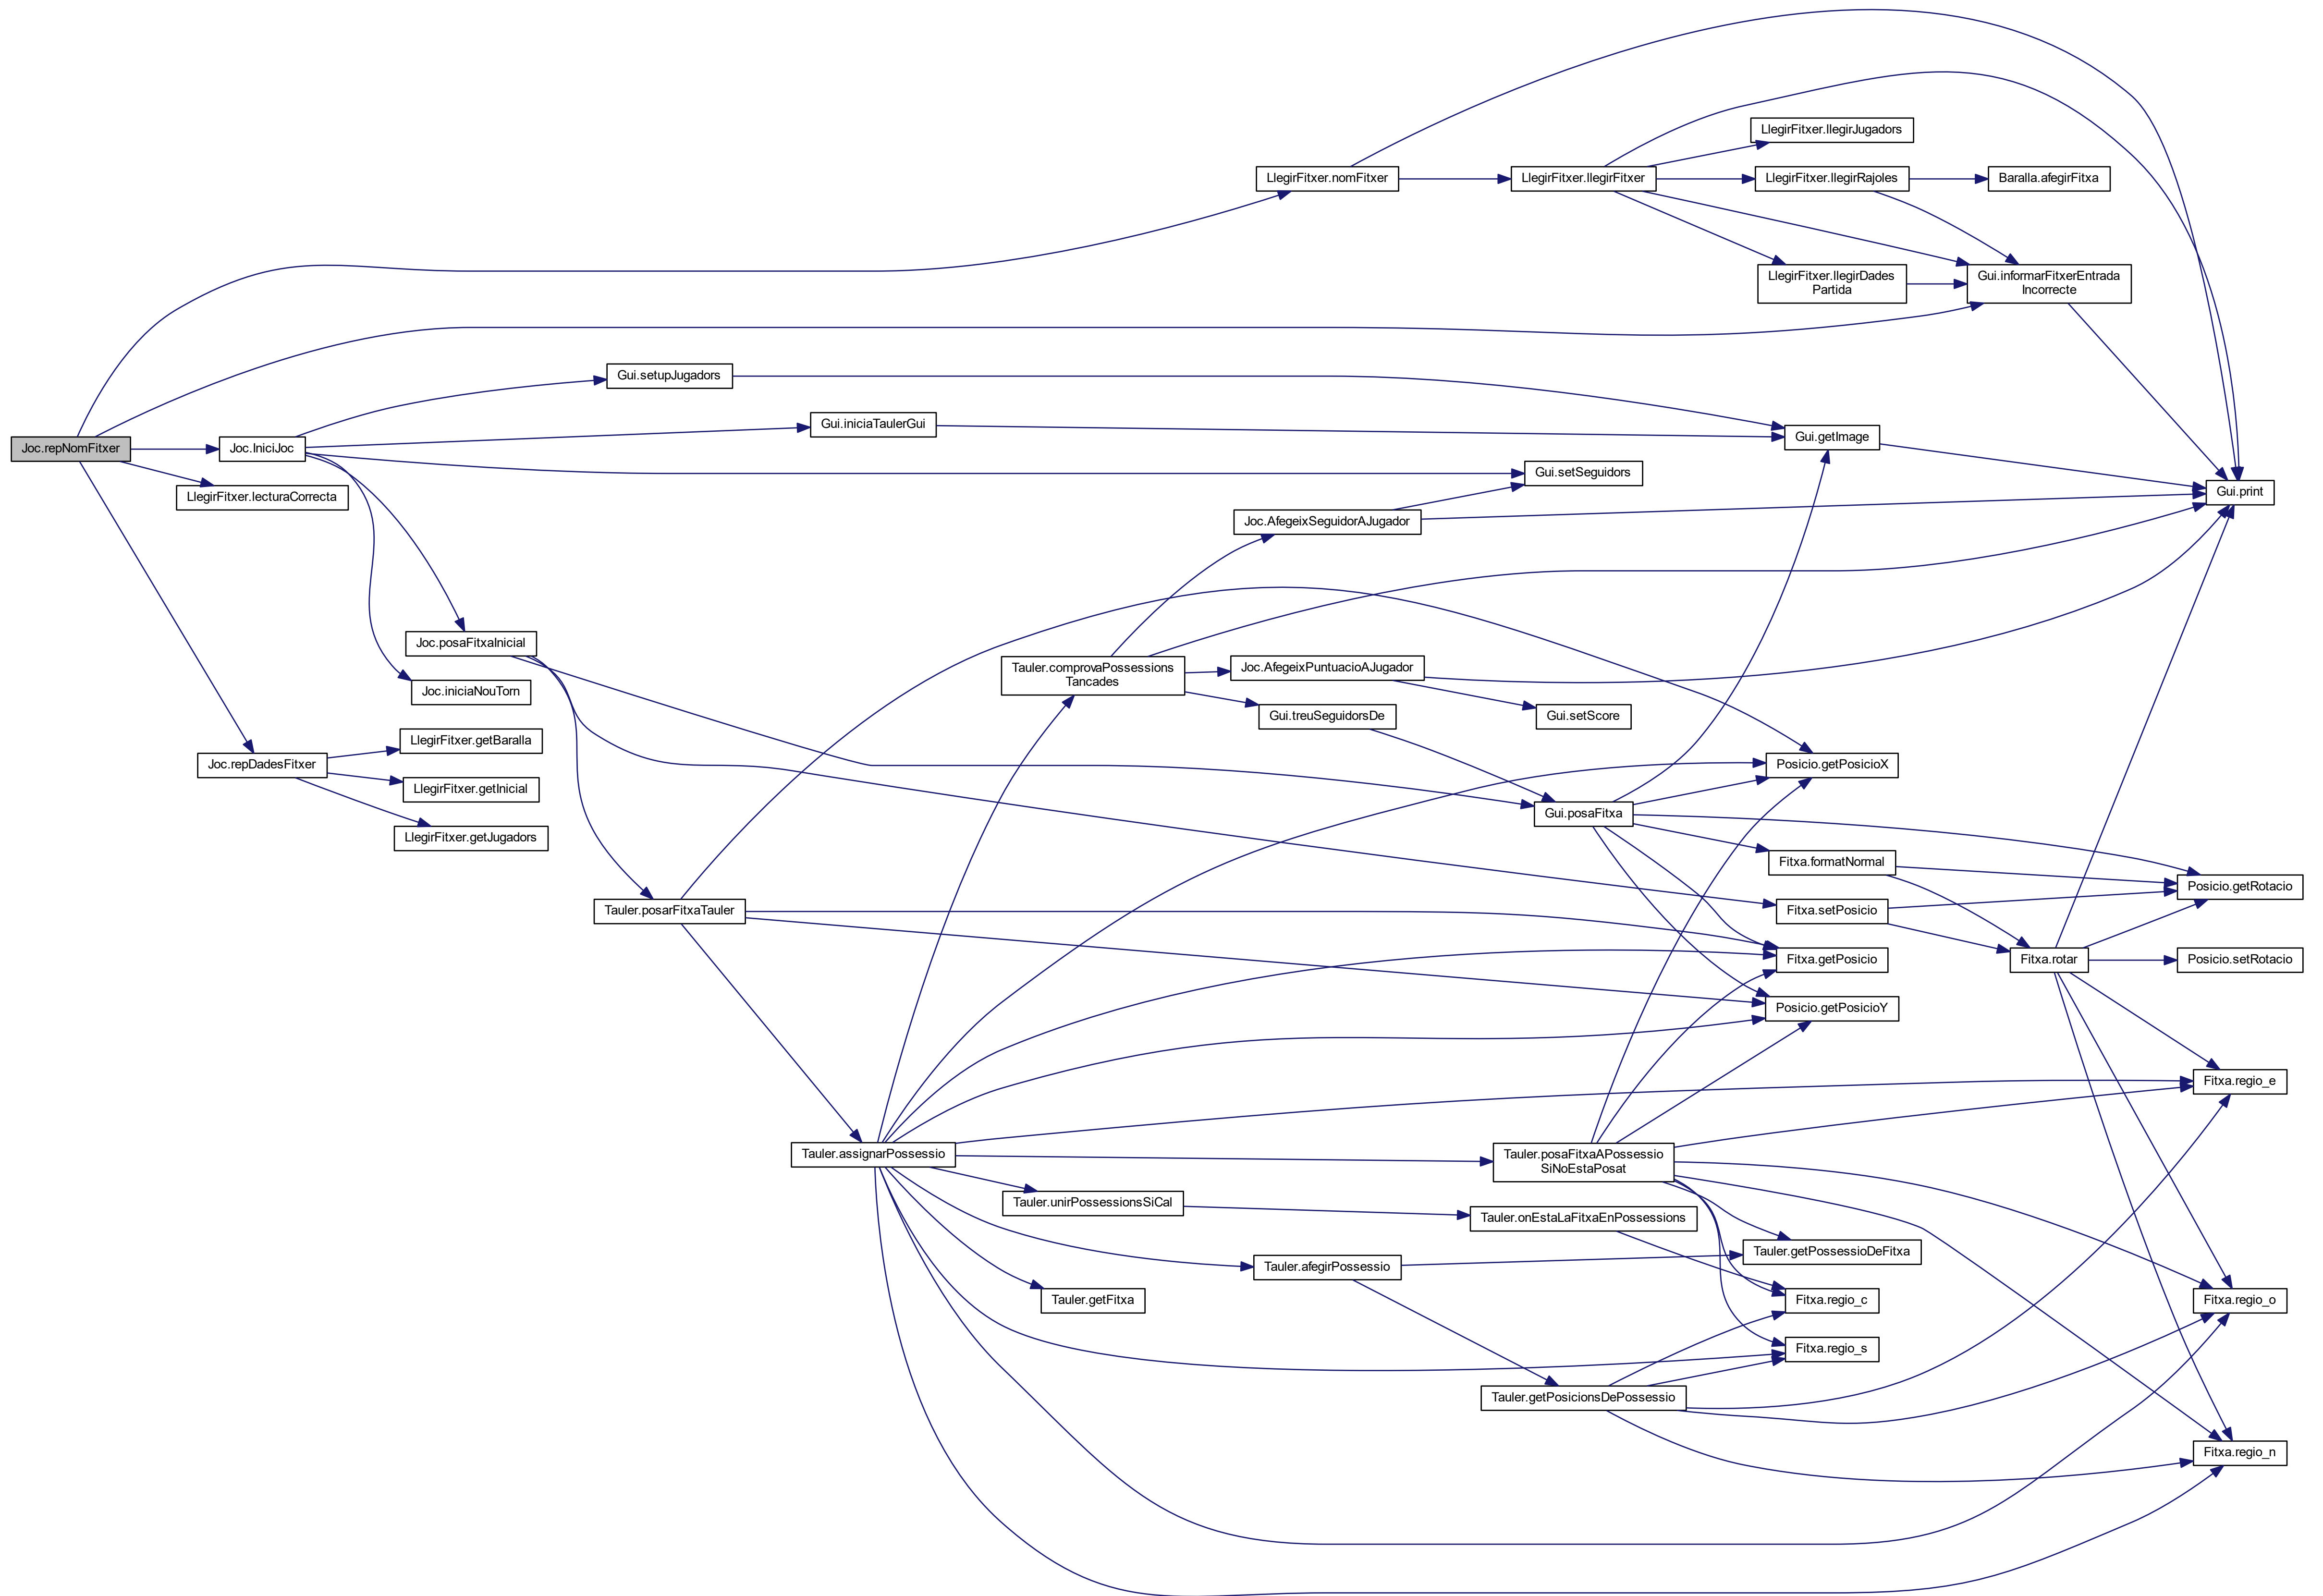 LlegirFitxer.llegirJugadors
LlegirFitxer.nomFitxer
LlegirFitxer.llegirFitxer
LlegirFitxer.llegirRajoles
Baralla.afegirFitxa
LlegirFitxer.llegirDades
Partida
Gui.informarFitxerEntrada
Incorrecte
Gui.setupJugadors
Gui.iniciaTaulerGui
Gui.getImage
Joc.repNomFitxer
Joc.IniciJoc
Gui.setSeguidors
LlegirFitxer.lecturaCorrecta
Gui.print
Joc.AfegeixSeguidorAJugador
Joc.posaFitxaInicial
Tauler.comprovaPossessions
Tancades
Joc.AfegeixPuntuacioAJugador
Joc.iniciaNouTorn
Gui.treuSeguidorsDe
Gui.setScore
LlegirFitxer.getBaralla
Joc.repDadesFitxer
Posicio.getPosicioX
LlegirFitxer.getInicial
Gui.posaFitxa
LlegirFitxer.getJugadors
Fitxa.formatNormal
Posicio.getRotacio
Tauler.posarFitxaTauler
Fitxa.setPosicio
Fitxa.getPosicio
Fitxa.rotar
Posicio.setRotacio
Posicio.getPosicioY
Fitxa.regio_e
Tauler.assignarPossessio
Tauler.posaFitxaAPossessio
SiNoEstaPosat
Tauler.unirPossessionsSiCal
Tauler.onEstaLaFitxaEnPossessions
Tauler.getPossessioDeFitxa
Tauler.afegirPossessio
Tauler.getFitxa
Fitxa.regio_c
Fitxa.regio_o
Fitxa.regio_s
Tauler.getPosicionsDePossessio
Fitxa.regio_n